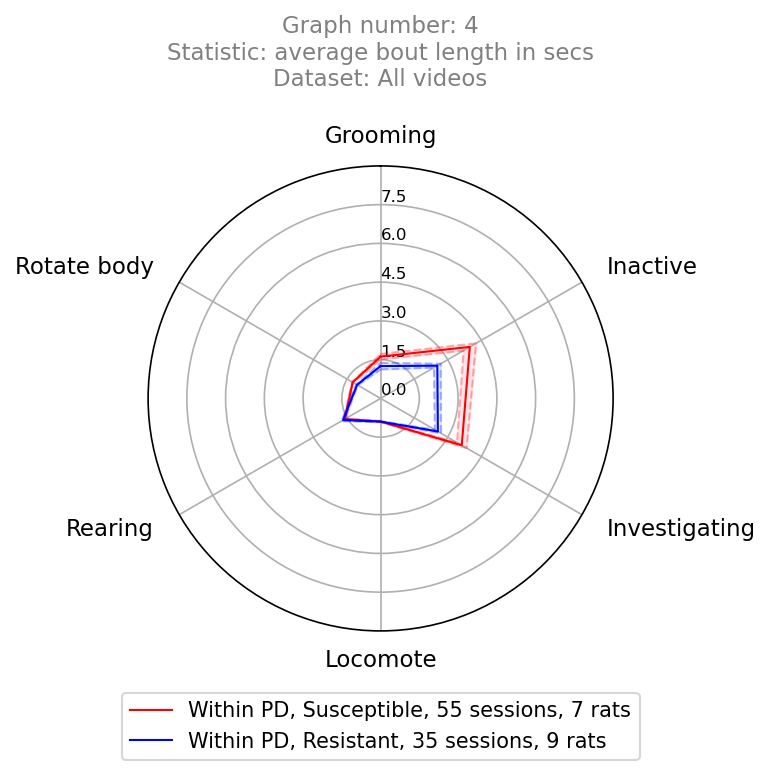 Graph number: 4
Statistic: average bout length in secs
Dataset: All videos
Grooming
7.5
6.0
4.5
3.0
1.5
0.0
Rotate body
Inactive
Rearing
Investigating
Locomote
Within PD, Susceptible, 55 sessions, 7 rats
Within PD, Resistant, 35 sessions, 9 rats